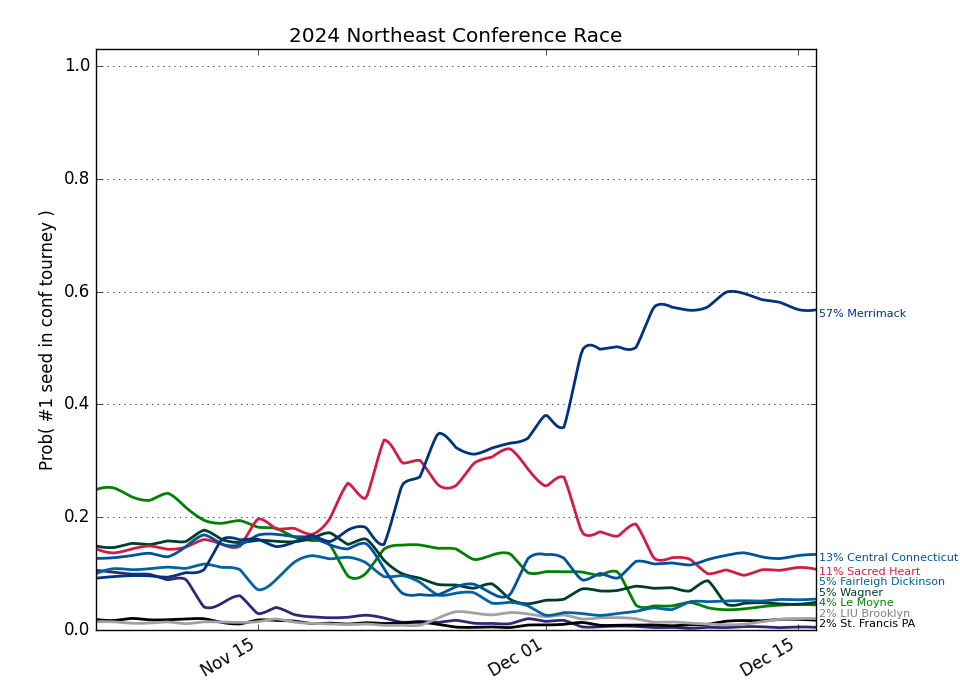 2024 Northeast Conference Race
Prob( #1 seed in conf tourney )
1.0
0.8
0.6
0.4
0.2
0.0
Nov 15
Dec 01
Dec 15
57% Merrimack
13% Central Connecticut
11% Sacred Heart
5% Fairleigh Dickinson
5% Wagner
4% Le Moyne
2% LIU Brooklyn
2% St. Francis PA